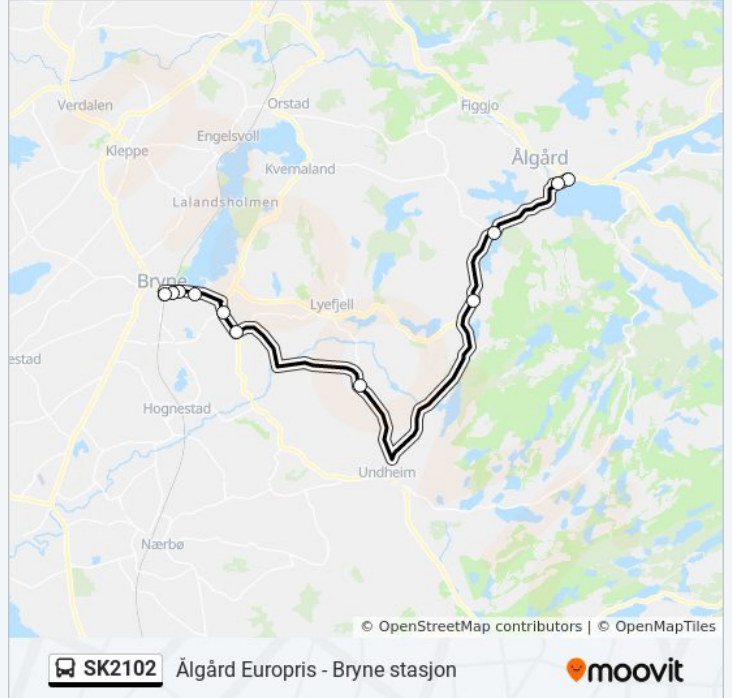 Verdalen
Orstad
Figgjo
Engelsvoll
Kleppe
Ålgård
Kvernaland
Lalandsholmen
Bryne
Lyefjell
estad
Hognestad
Undheim
Nærbø
© OpenStreetMap contributors | © OpenMapTiles
SK2102 Ålgård Europris - Bryne stasjon
moovit